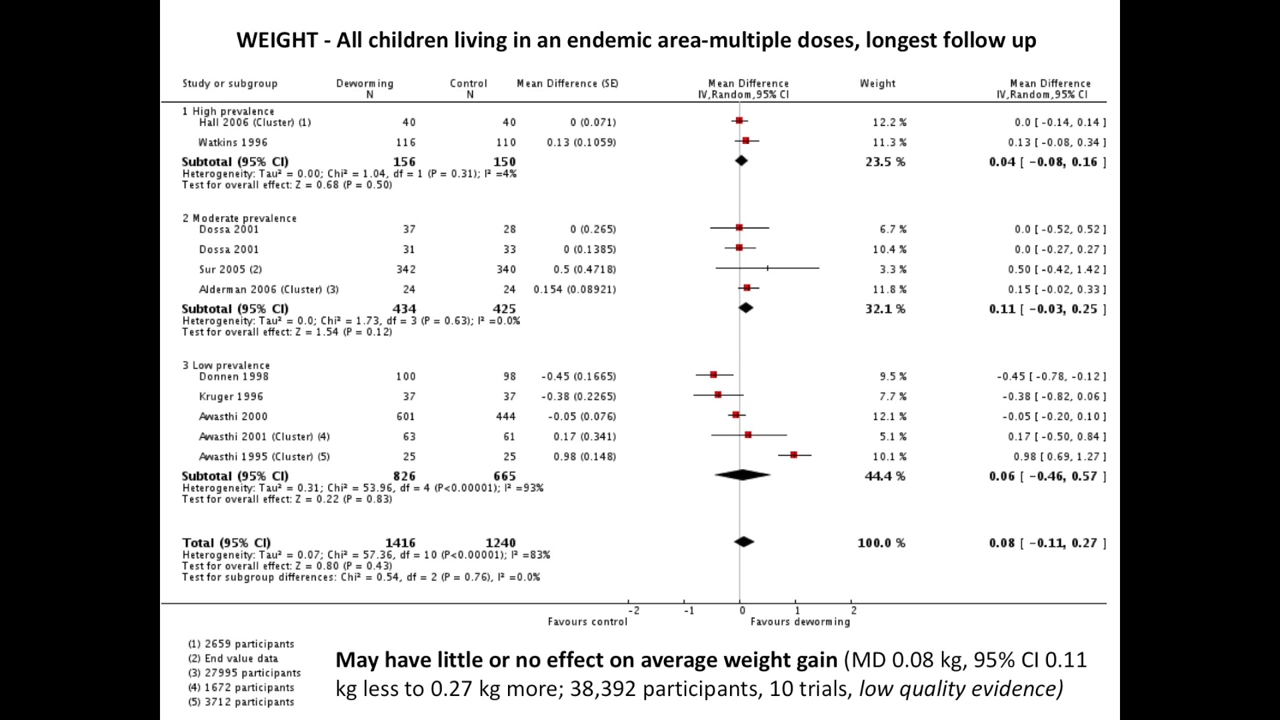 WEIGHT - All children living in an endemic area-multiple doses, longest follow up
Study or subgroup Deworming Control Mean Difference (SE) Mean Difference Weight Mean Difference
N N IV,Random,95% CI IV,Random,95% CI
1 High prevalence
Hall 2006 (Cluster) (1) 40 40 0 (0.071) 12.2 % 0.0 [ -0.14, 0.14 ]
Watkins 1996 116 110 0.13 (0.1059) 11.3 % 0.13 [ -0.08, 0.34 ]
Subtotal (95% CI) 156 150 23.5 % 0.04 [ -0.08, 0.16 ]
Heterogeneity: Tau² = 0.00; Chi² = 1.04, df = 1 (P = 0.31); I² =4%
Test for overall effect: Z = 0.68 (P = 0.50)
2 Moderate prevalence
Dossa 2001 37 28 0 (0.265) 6.7 % 0.0 [ -0.52, 0.52 ]
Dossa 2001 31 33 0 (0.1385) 10.4 % 0.0 [ -0.27, 0.27 ]
Sur 2005 (2) 342 340 0.5 (0.4718) 3.3 % 0.50 [ -0.42, 1.42 ]
Alderman 2006 (Cluster) (3) 24 24 0.154 (0.08921) 11.8 % 0.15 [ -0.02, 0.33 ]
Subtotal (95% CI) 434 425 32.1 % 0.11 [ -0.03, 0.25 ]
Heterogeneity: Tau² = 0.0; Chi² = 1.73, df = 3 (P = 0.63); I² =0.0%
Test for overall effect: Z = 1.54 (P = 0.12)
3 Low prevalence
Donnen 1998 100 98 -0.45 (0.1665) 9.5 % -0.45 [ -0.78, -0.12 ]
Kruger 1996 37 37 -0.38 (0.2265) 7.7 % -0.38 [ -0.82, 0.06 ]
Awasthi 2000 601 444 -0.05 (0.076) 12.1 % -0.05 [ -0.20, 0.10 ]
Awasthi 2001 (Cluster) (4) 63 61 0.17 (0.341) 5.1 % 0.17 [ -0.50, 0.84 ]
Awasthi 1995 (Cluster) (5) 25 25 0.98 (0.148) 10.1 % 0.98 [ 0.69, 1.27 ]
Subtotal (95% CI) 826 665 44.4 % 0.06 [ -0.46, 0.57 ]
Heterogeneity: Tau² = 0.31; Chi² = 53.96, df = 4 (P<0.00001); I² =93%
Test for overall effect: Z = 0.22 (P = 0.83)
Total (95% CI) 1416 1240 100.0 % 0.08 [ -0.11, 0.27 ]
Heterogeneity: Tau² = 0.07; Chi² = 57.36, df = 10 (P<0.00001); I² =83%
Test for overall effect: Z = 0.80 (P = 0.43)
Test for subgroup differences: Chi² = 0.54, df = 2 (P = 0.76), I² =0.0%
-2 -1 0 1 2
Favours control Favours deworming
(1) 2659 participants
(2) End value data
(3) 27995 participants
(4) 1672 participants
(5) 3712 participants
May have little or no effect on average weight gain (MD 0.08 kg, 95% CI 0.11
kg less to 0.27 kg more; 38,392 participants, 10 trials, low quality evidence)